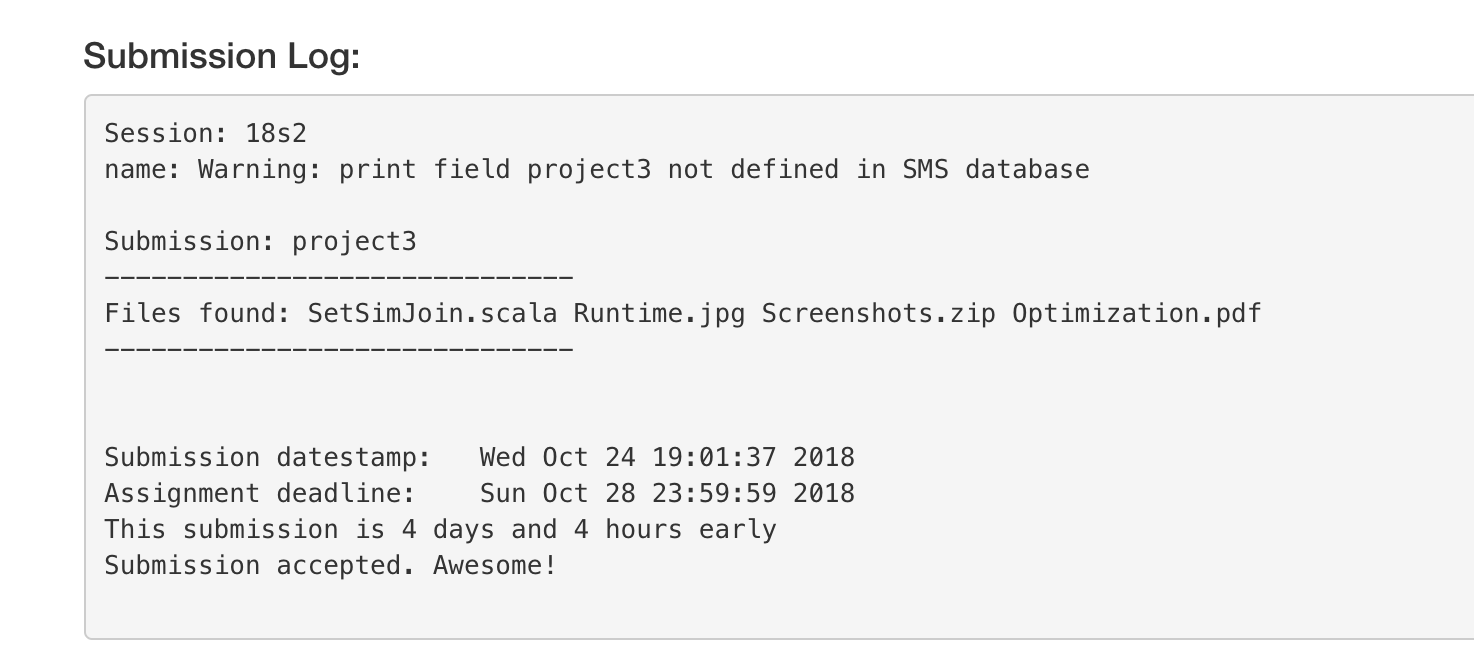 Submission Log:
Session: 18s2
name: Warning: print field project3 not defined in SMS database
Submission: project3
------------------------------
Files found: SetSimJoin.scala Runtime.jpg Screenshots.zip Optimization.pdf
------------------------------
Submission datestamp:   Wed Oct 24 19:01:37 2018
Assignment deadline:    Sun Oct 28 23:59:59 2018
This submission is 4 days and 4 hours early
Submission accepted. Awesome!